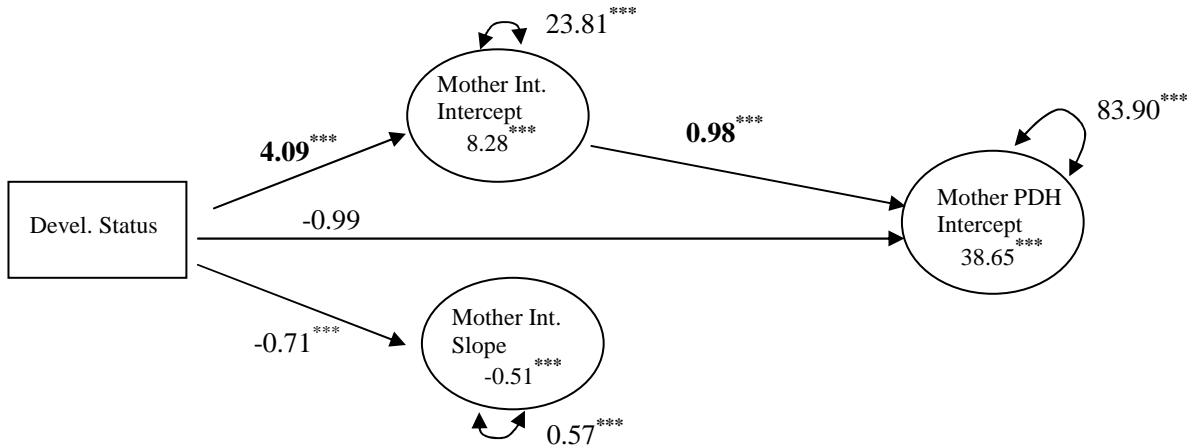 23.81***
Mother Int.
Intercept
8.28***
83.90***
4.09***
0.98***
Mother PDH
Intercept
38.65***
Devel. Status
-0.99
Mother Int.
Slope
-0.51***
-0.71***
0.57***